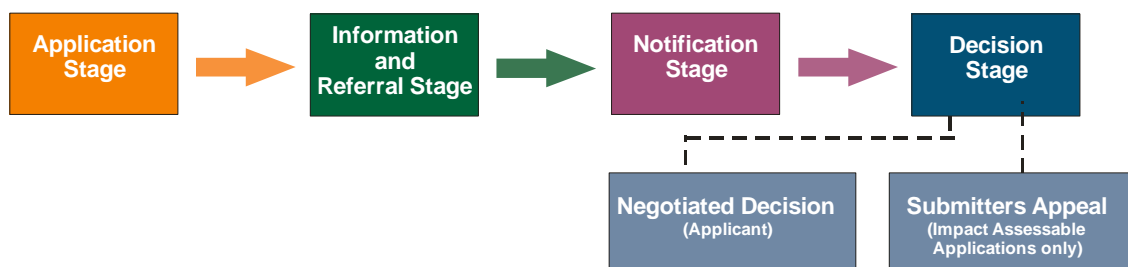 Application
Stage
Information
and
Referral Stage
Notification
Stage
Decision
Stage
Negotiated Decision
(Applicant)
Submitters Appeal
(Impact Assessable
Applications only)